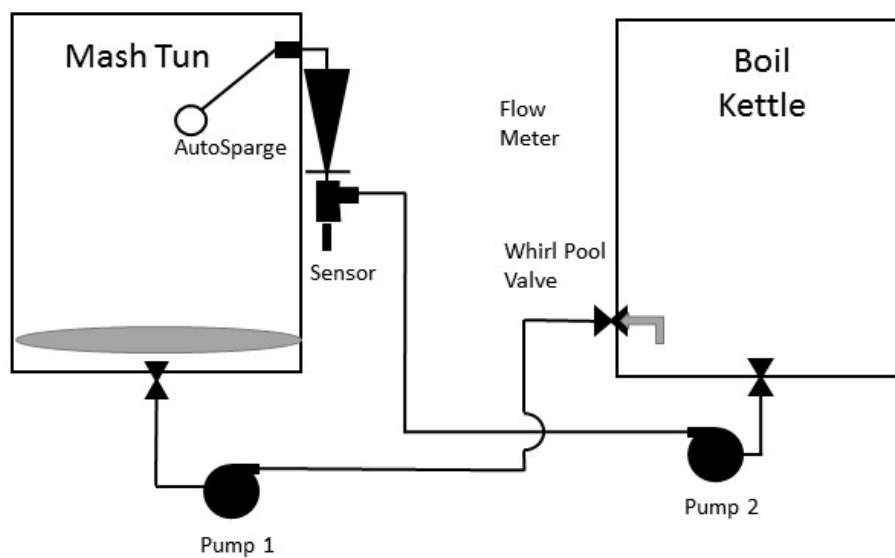 Mash Tun
AutoSparge
Sensor
Pump 1
Flow
Meter
Whirl Pool
Valve
Boil
Kettle
Pump 2